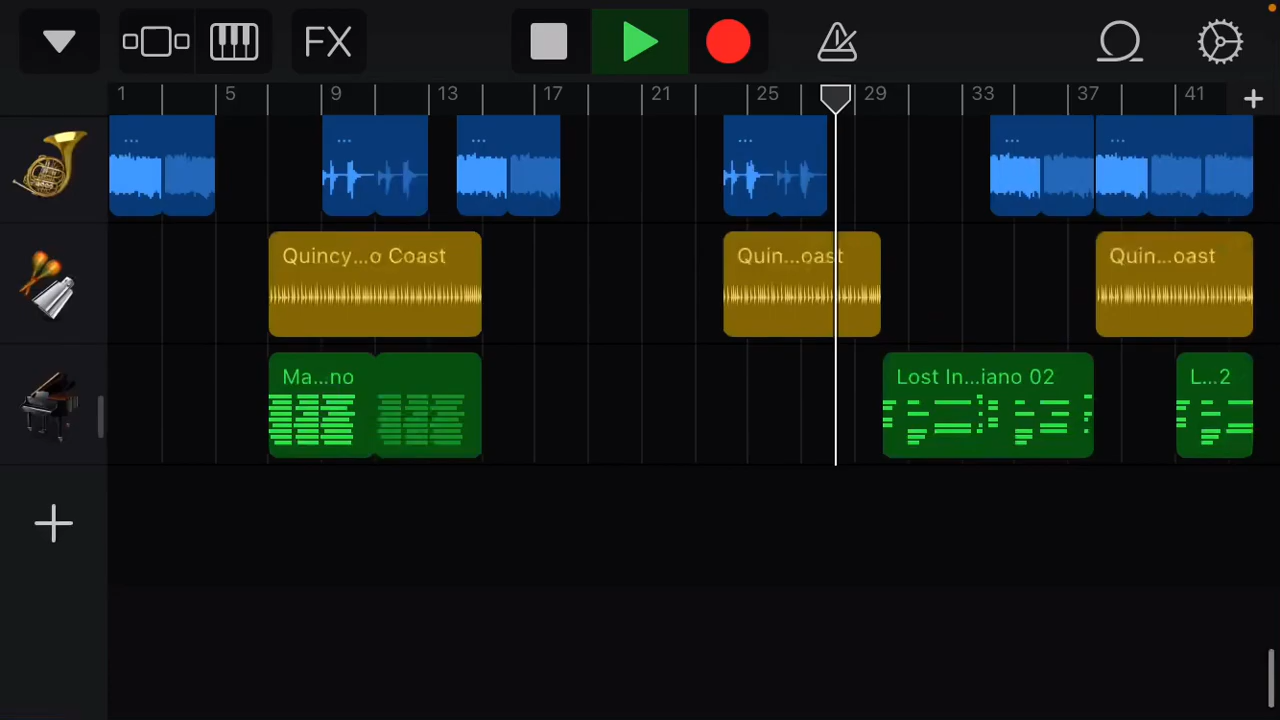 FX
1 5 9 13 17 21 25 29 33 37 41
... ... ... ... ... ...
Quincy...o Coast Quin...oast Quin...oast
Ma...no Lost In...iano 02 L...2